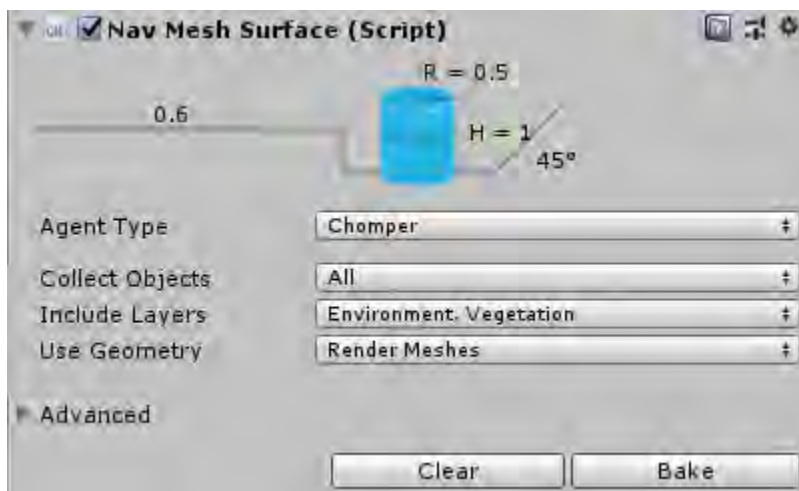 Nav Mesh Surface (Script)
R = 0.5
0.6
H = 1
45°
Agent Type Chomper
Collect Objects All
Include Layers Environment, Vegetation
Use Geometry Render Meshes
Advanced
Clear Bake